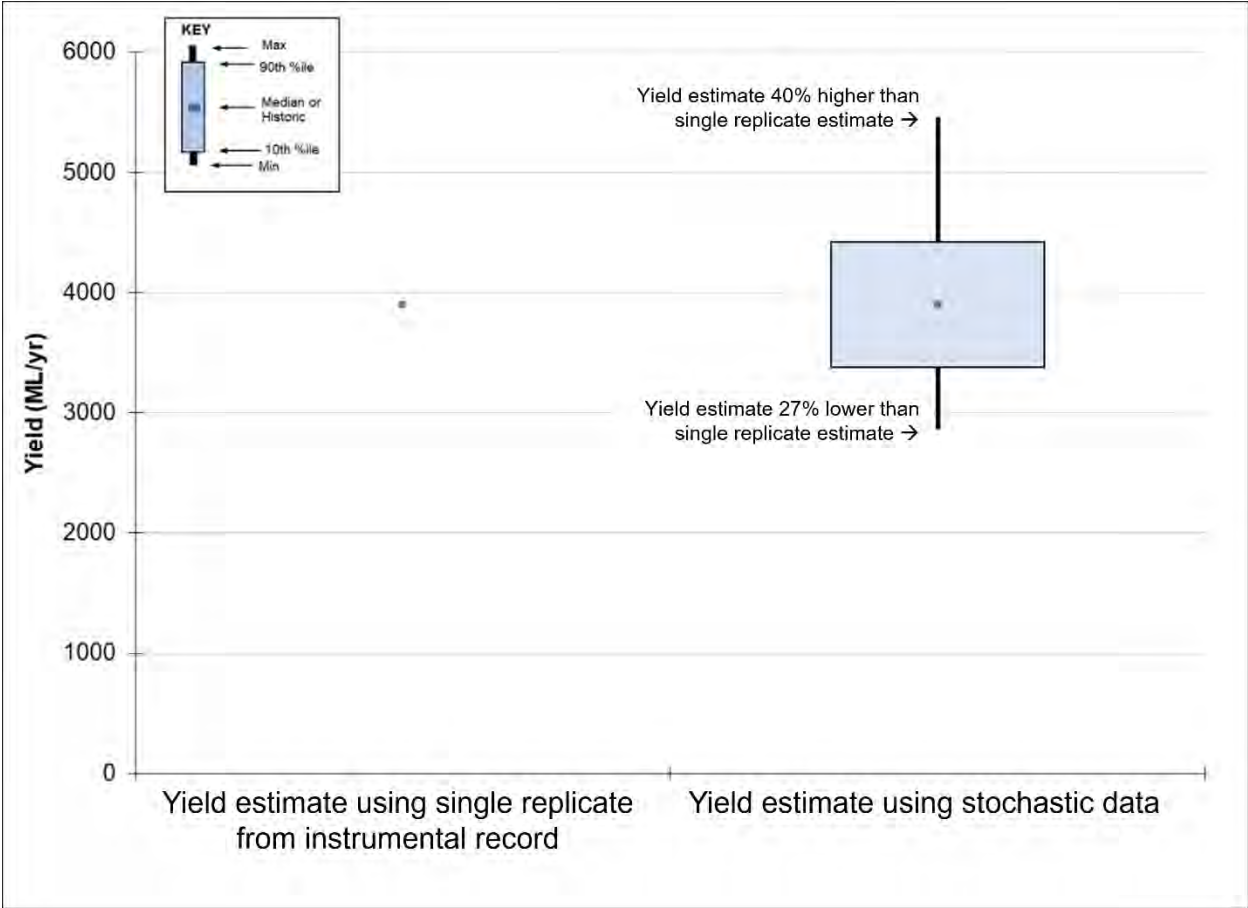 KEY
Max
90th %ile
Median or
Historic
10th %ile
Min
6000
5000
4000
3000
2000
1000
0
Yield (ML/yr)
Yield estimate 40% higher than
single replicate estimate →
Yield estimate 27% lower than
single replicate estimate →
Yield estimate using single replicate
from instrumental record
Yield estimate using stochastic data